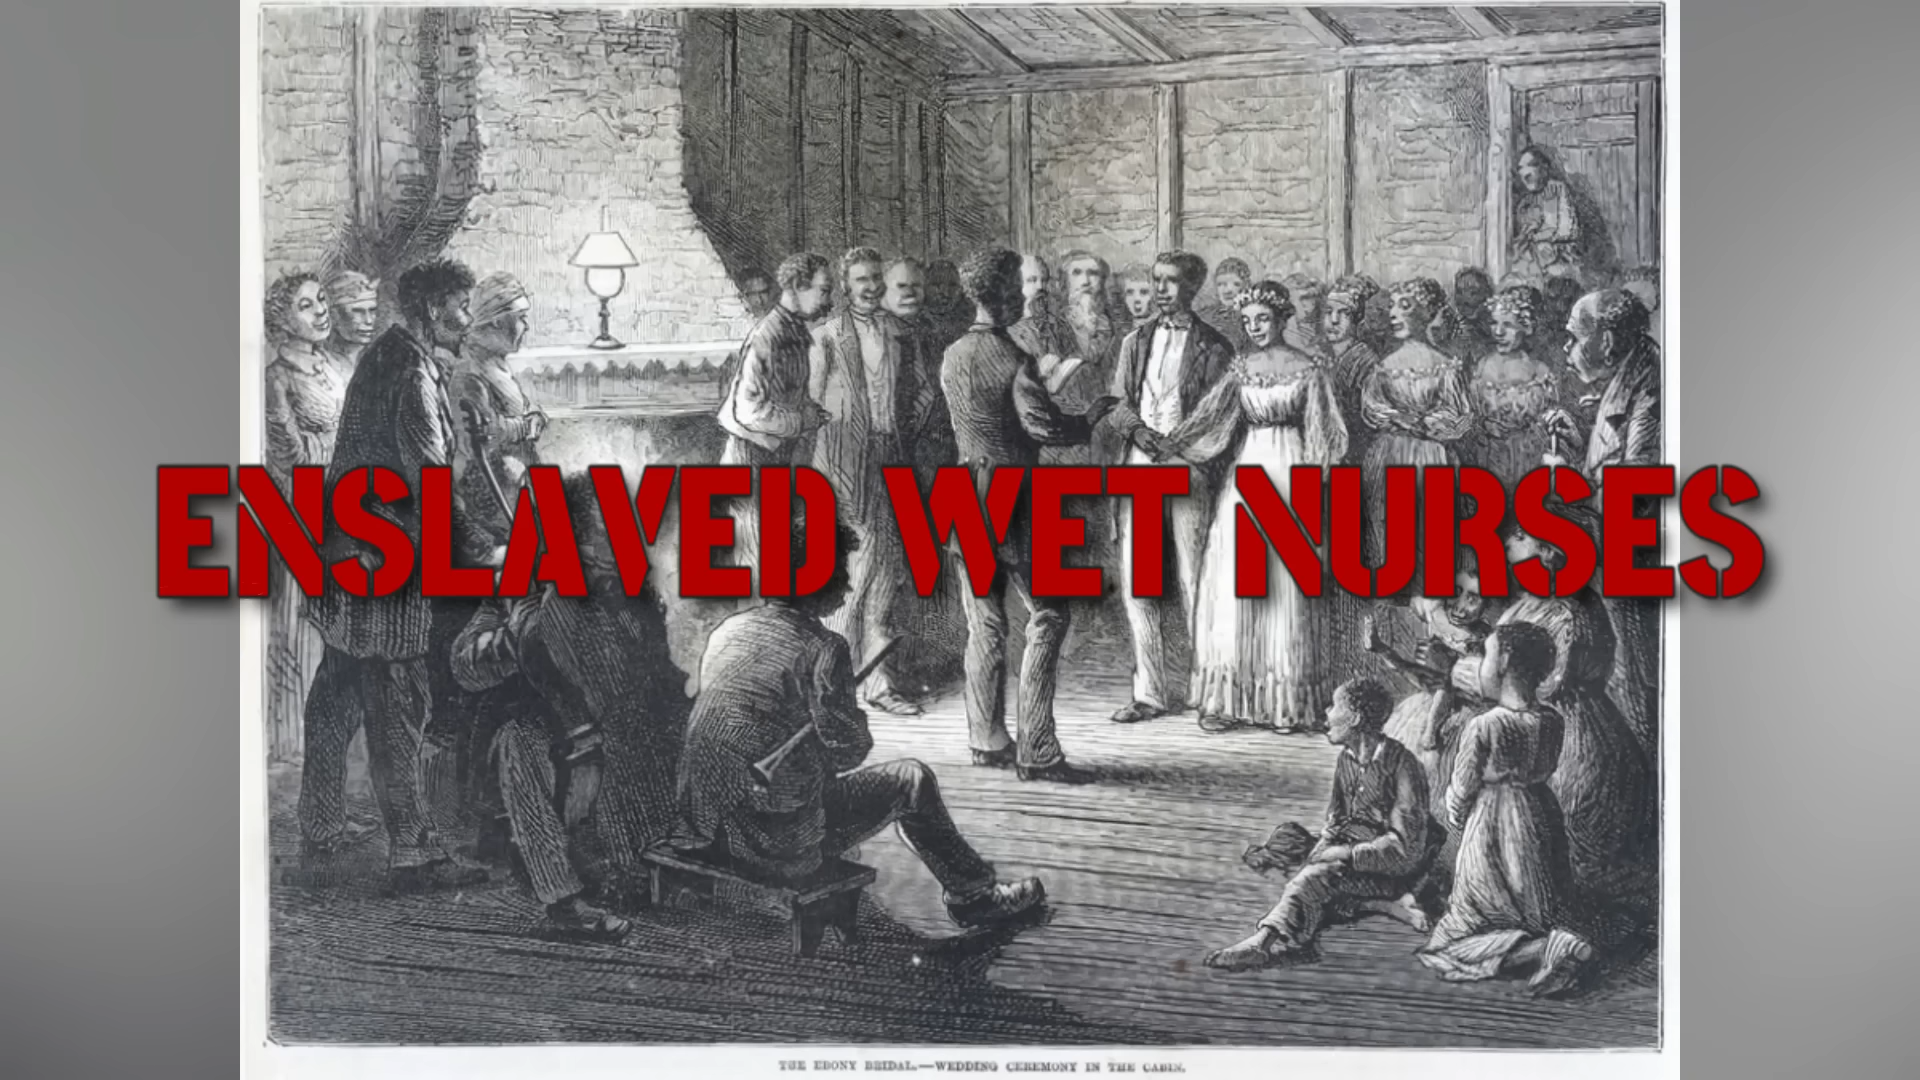 ENSLAVED WET NURSES
THE EBONY BRIDAL.—WEDDING CEREMONY IN THE CABIN.